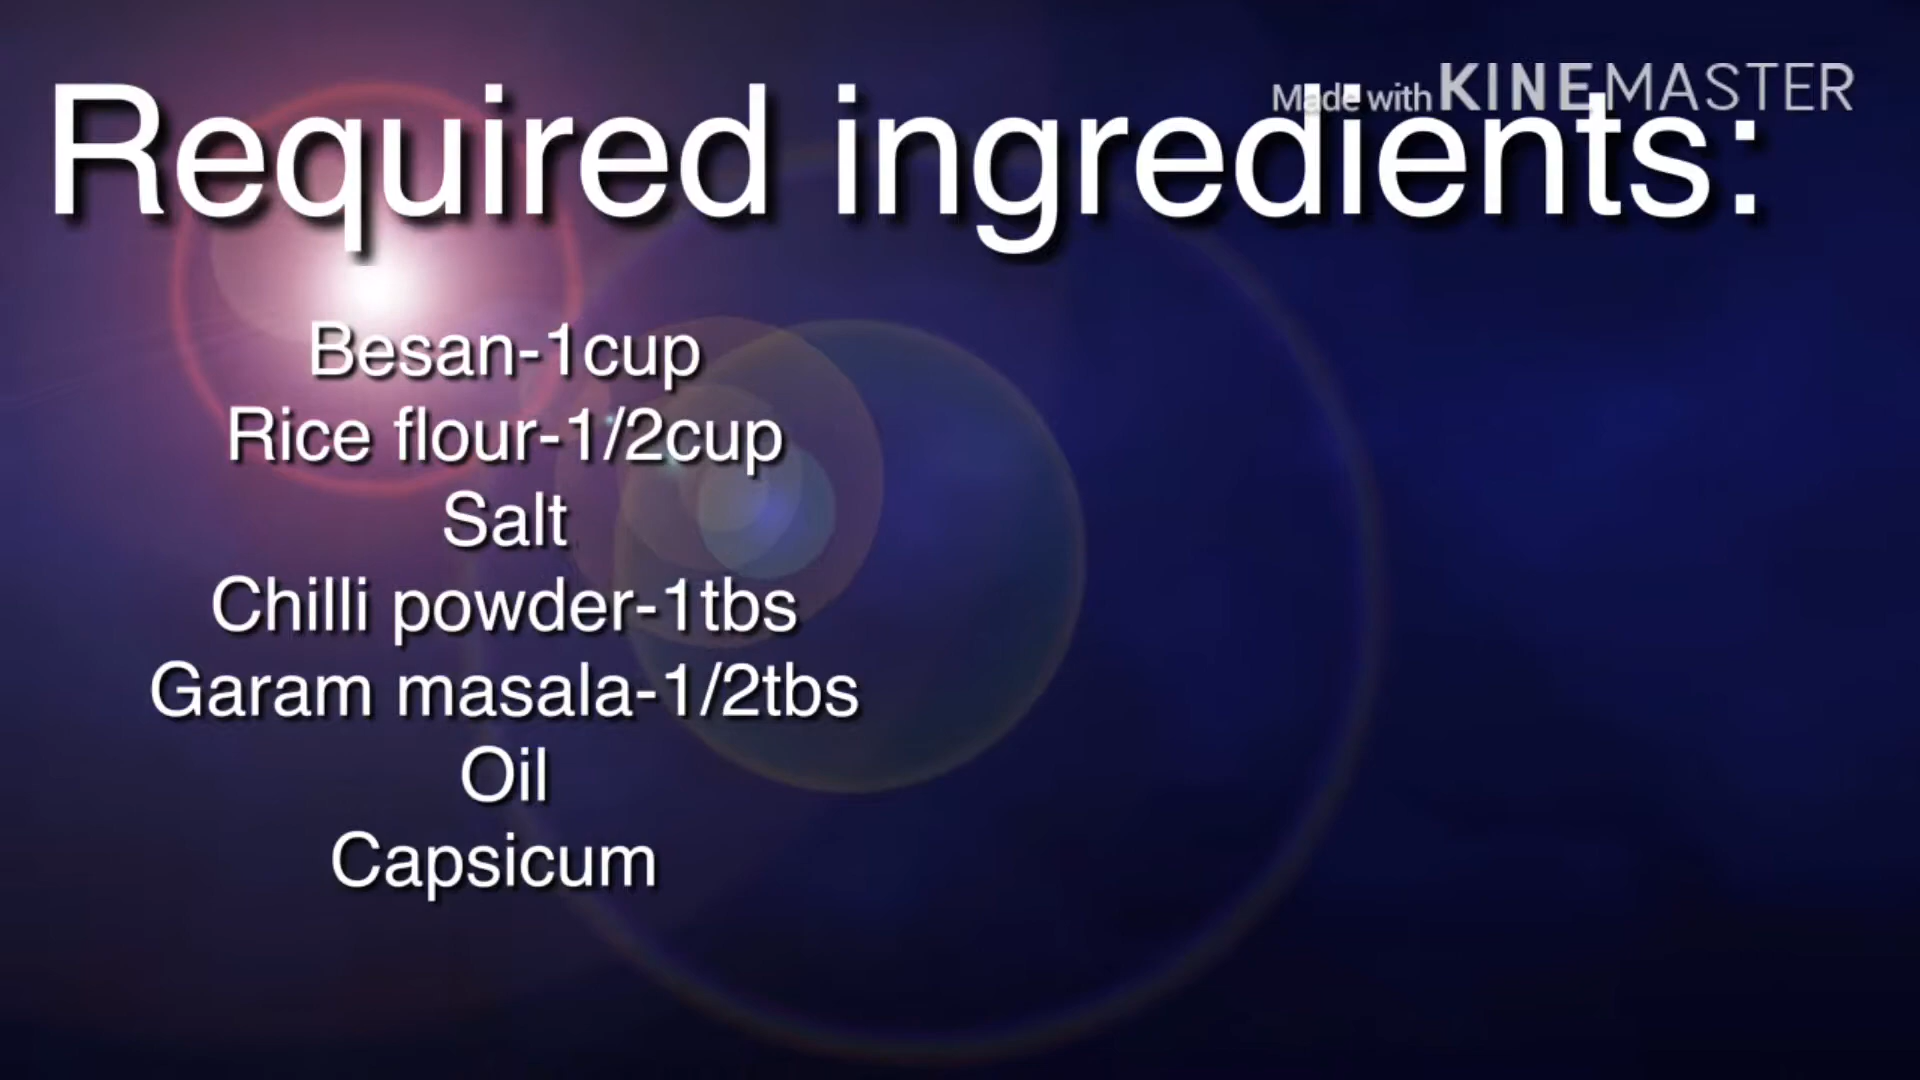 Made with KINEMASTER
Required ingredients:
Besan-1cup
Rice flour-1/2cup
Salt
Chilli powder-1tbs
Garam masala-1/2tbs
Oil
Capsicum